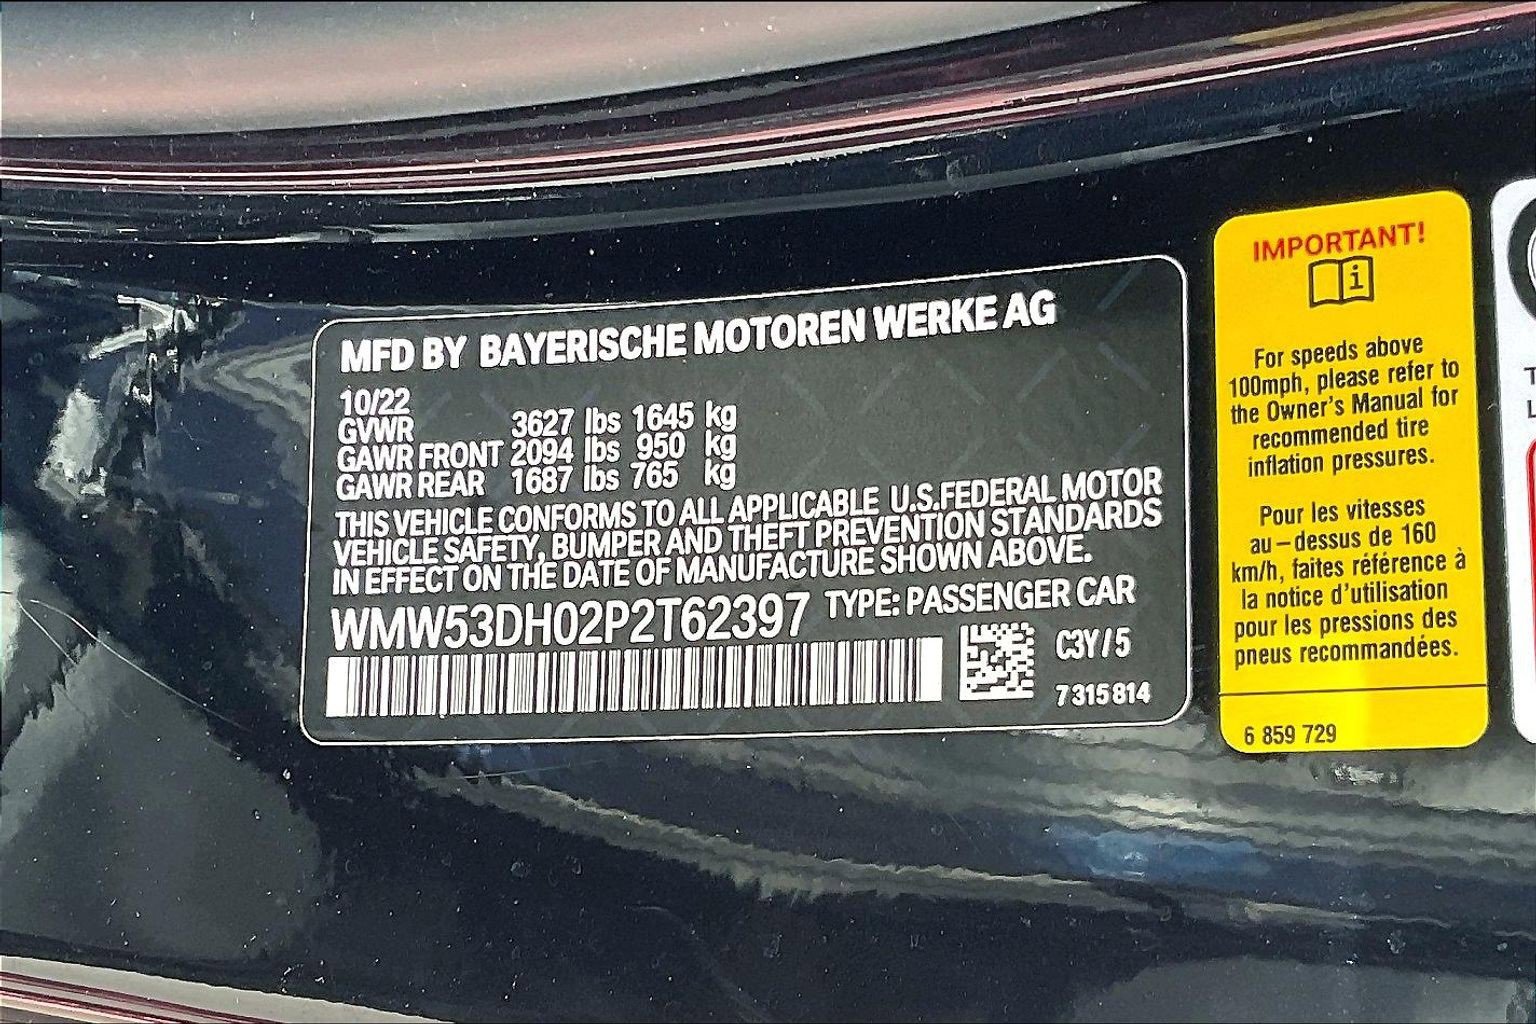 MFD BY BAYERISCHE MOTOREN WERKE AG
10/22
GVWR 3627 lbs 1645 kg
GAWR FRONT 2094 lbs 950 kg
GAWR REAR 1687 lbs 765 kg
THIS VEHICLE CONFORMS TO ALL APPLICABLE U.S.FEDERAL MOTOR
VEHICLE SAFETY, BUMPER AND THEFT PREVENTION STANDARDS
IN EFFECT ON THE DATE OF MANUFACTURE SHOWN ABOVE.
WMW53DH02P2T62397 TYPE: PASSENGER CAR
C3Y/5
7 315 814
IMPORTANT!
i
For speeds above
100mph, please refer to
the Owner's Manual for
recommended tire
inflation pressures.
Pour les vitesses
au-dessus de 160
km/h, faites référence à
la notice d'utilisation
pour les pressions des
pneus recommandées.
6 859 729